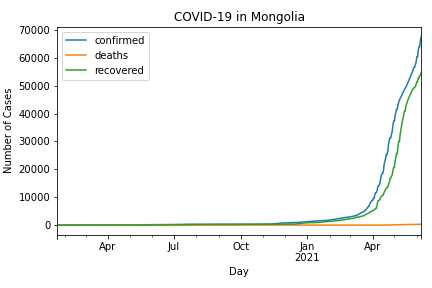 COVID-19 in Mongolia
70000
60000
50000
40000
30000
20000
10000
0
Number of Cases
confirmed
deaths
recovered
Apr
Jul
Oct
Jan
2021
Apr
Day